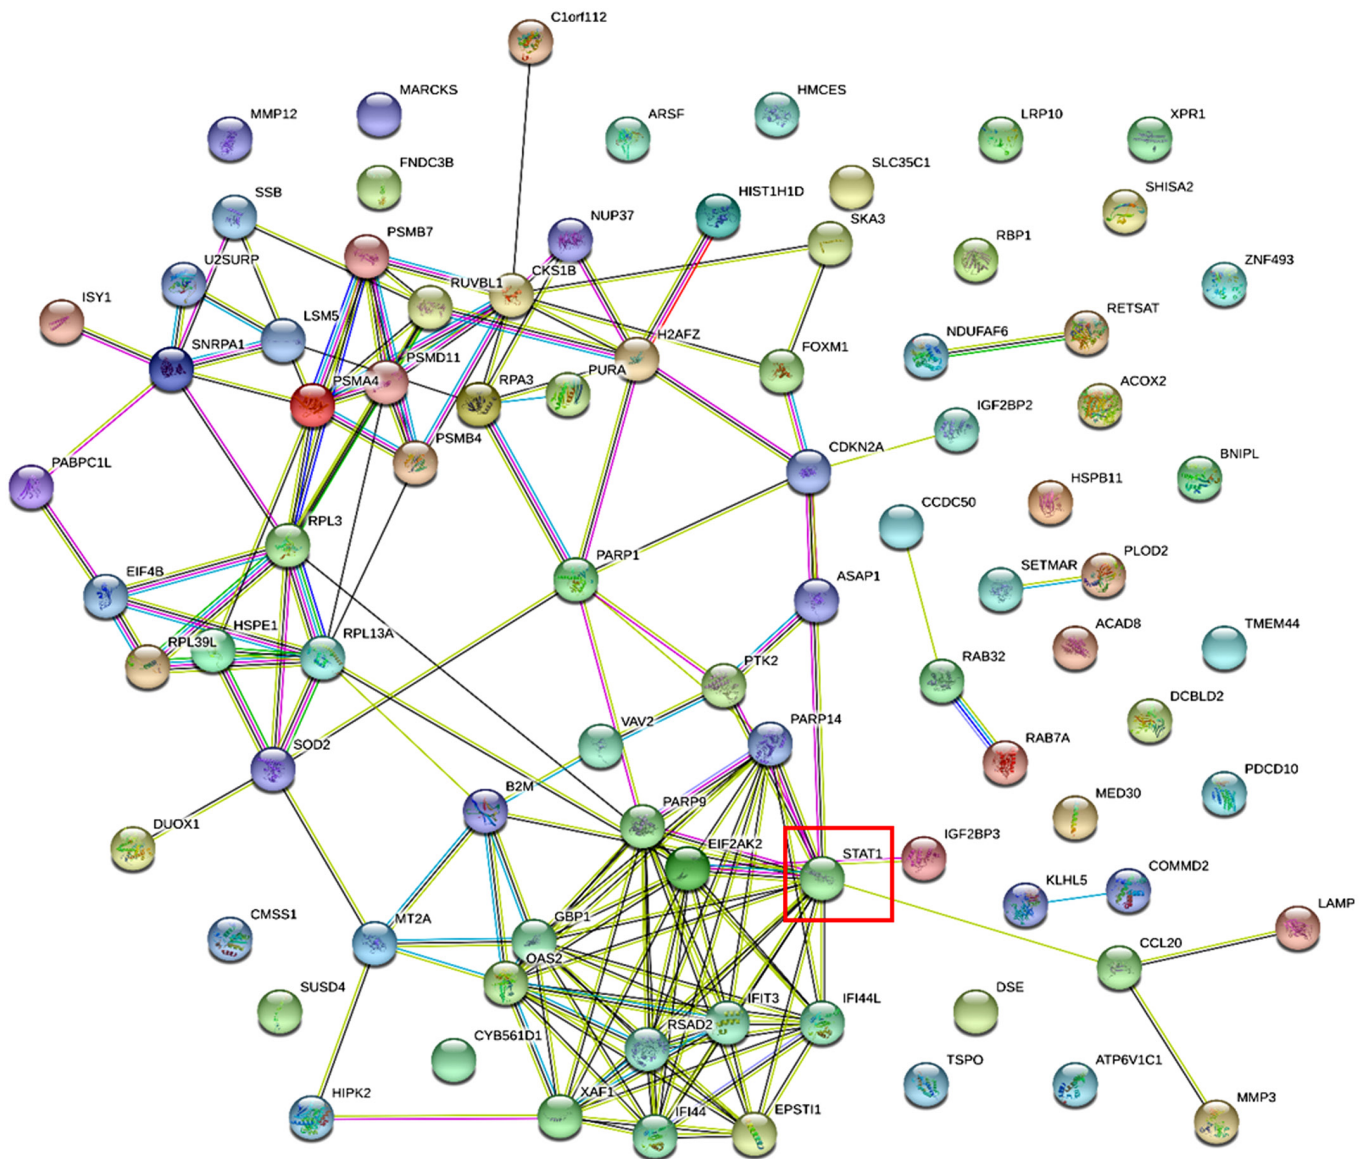 C1orf112
MARCKS
HMCES
MMP12
ARSF
LRP10
XPR1
FNDC3B
SLC35C1
SSB
HIST1H1D
SHISA2
NUP37
SKA3
PSMB7
RBP1
U2SURP
CKS1B
ZNF493
RUVBL1
ISY1
LSM5
RETSAT
H2AFZ
NDUFAF6
SNRPA1
PSMD11
FOXM1
PURA
PSMA4
RPA3
ACOX2
IGF2BP2
PSMB4
CDKN2A
PABPC1L
BNIPL
HSPB11
CCDC50
RPL3
PARP1
PLOD2
SETMAR
EIF4B
ASAP1
HSPE1
TMEM44
RPL39L
RPL13A
ACAD8
RAB32
PTK2
DCBLD2
VAV2
PARP14
SOD2
RAB7A
PDCD10
B2M
MED30
PARP9
DUOX1
IGF2BP3
EIF2AK2
STAT1
COMMD2
KLHL5
LAMP
CMSS1
MT2A
GBP1
CCL20
OAS2
SUSD4
IFIT3
IFI44L
DSE
RSAD2
CYB561D1
TSPO
ATP6V1C1
HIPK2
XAF1
MMP3
IFI44
EPSTI1